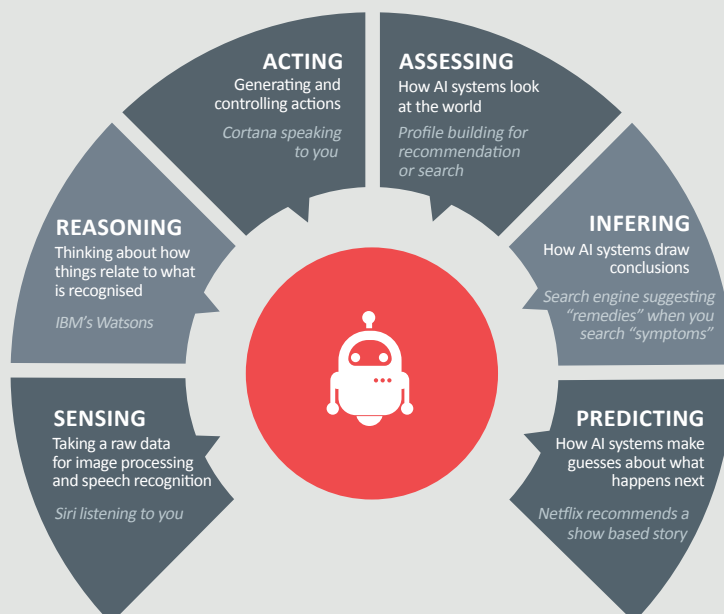 ACTING
Generating and
controlling actions
Cortana speaking
to you
ASSESSING
How AI systems look
at the world
Profile building for
recommendation
or search
REASONING
Thinking about how
things relate to what
is recognised
IBM's Watsons
INFERING
How AI systems draw
conclusions
Search engine suggesting
“remedies” when you
search “symptoms”
SENSING
Taking a raw data
for image processing
and speech recognition
Siri listening to you
PREDICTING
How AI systems make
guesses about what
happens next
Netflix recommends a
show based story